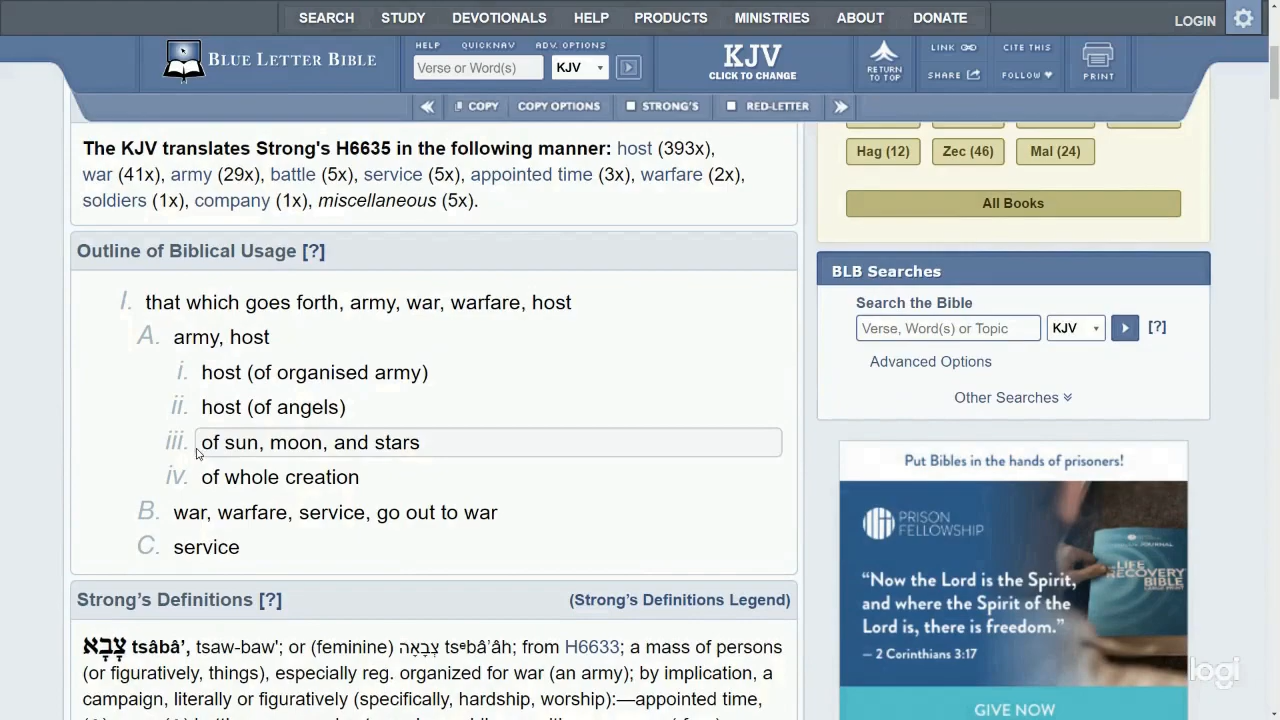 SEARCH STUDY DEVOTIONALS HELP PRODUCTS MINISTRIES ABOUT DONATE LOGIN
BLUE LETTER BIBLE
HELP QUICKNAV ADV. OPTIONS
Verse or Word(s) KJV
KJV
CLICK TO CHANGE
RETURN
TO TOP
LINK CITE THIS
SHARE FOLLOW
PRINT
COPY COPY OPTIONS STRONG'S RED-LETTER
The KJV translates Strong's H6635 in the following manner: host (393x),
war (41x), army (29x), battle (5x), service (5x), appointed time (3x), warfare (2x),
soldiers (1x), company (1x), miscellaneous (5x).
Outline of Biblical Usage [?]
I. that which goes forth, army, war, warfare, host
A. army, host
i. host (of organised army)
ii. host (of angels)
iii. of sun, moon, and stars
iv. of whole creation
B. war, warfare, service, go out to war
C. service
Strong’s Definitions [?] (Strong’s Definitions Legend)
צָבָא tsâbâʼ, tsaw-baw'; or (feminine) צְבָאָה tsᵉbâʼâh; from H6633; a mass of persons
(or figuratively, things), especially reg. organized for war (an army); by implication, a
campaign, literally or figuratively (specifically, hardship, worship):—appointed time,
Hag (12) Zec (46) Mal (24)
All Books
BLB Searches
Search the Bible
Verse, Word(s) or Topic KJV [?]
Advanced Options
Other Searches
Put Bibles in the hands of prisoners!
PRISON
FELLOWSHIP
“Now the Lord is the Spirit,
and where the Spirit of the
Lord is, there is freedom.”
— 2 Corinthians 3:17
JOURNAL
LIFE
RECOVERY
BIBLE
GIVE NOW
logi